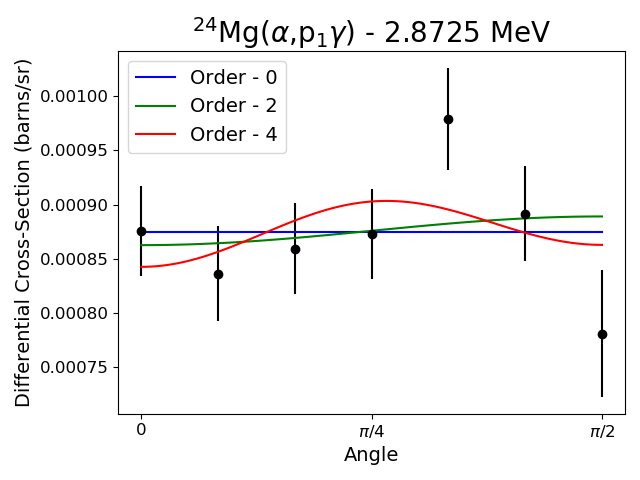 ²⁴Mg(α,p₁γ) - 2.8725 MeV
Order - 0
Order - 2
Order - 4
Differential Cross-Section (barns/sr)
0.00100
0.00095
0.00090
0.00085
0.00080
0.00075
0
π/4
π/2
Angle